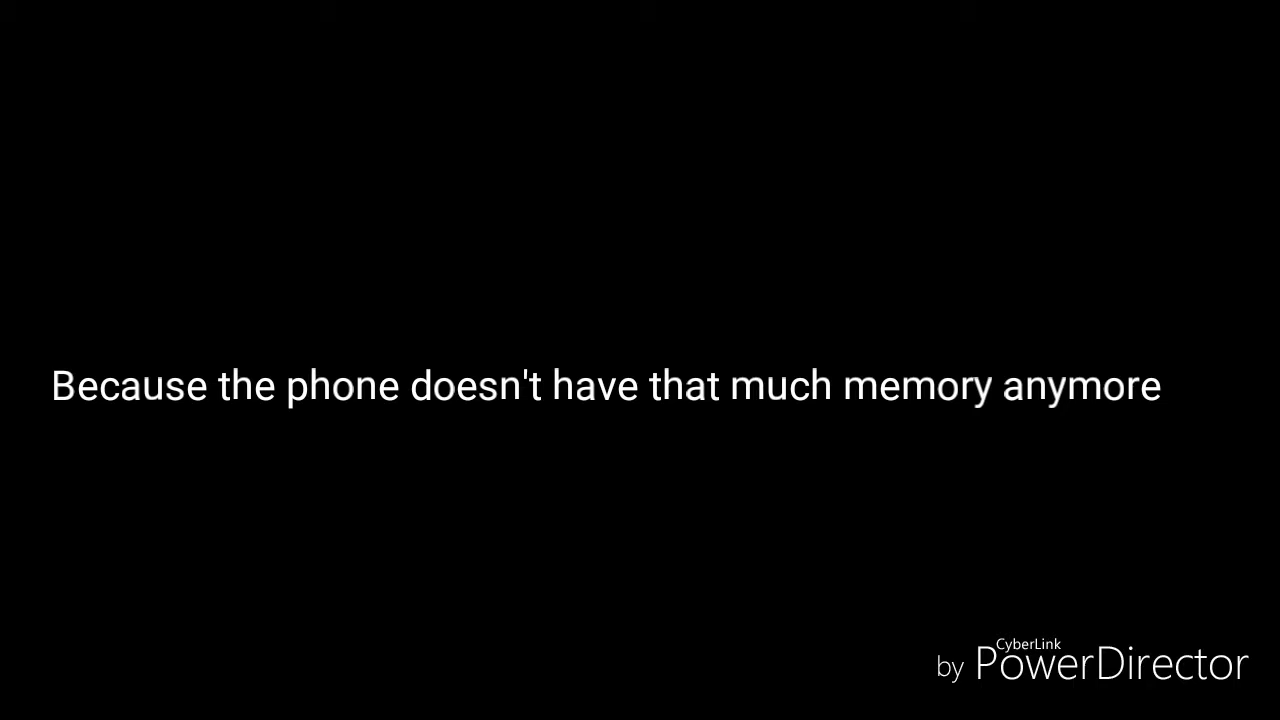 Because the phone doesn't have that much memory anymore
CyberLink
by PowerDirector